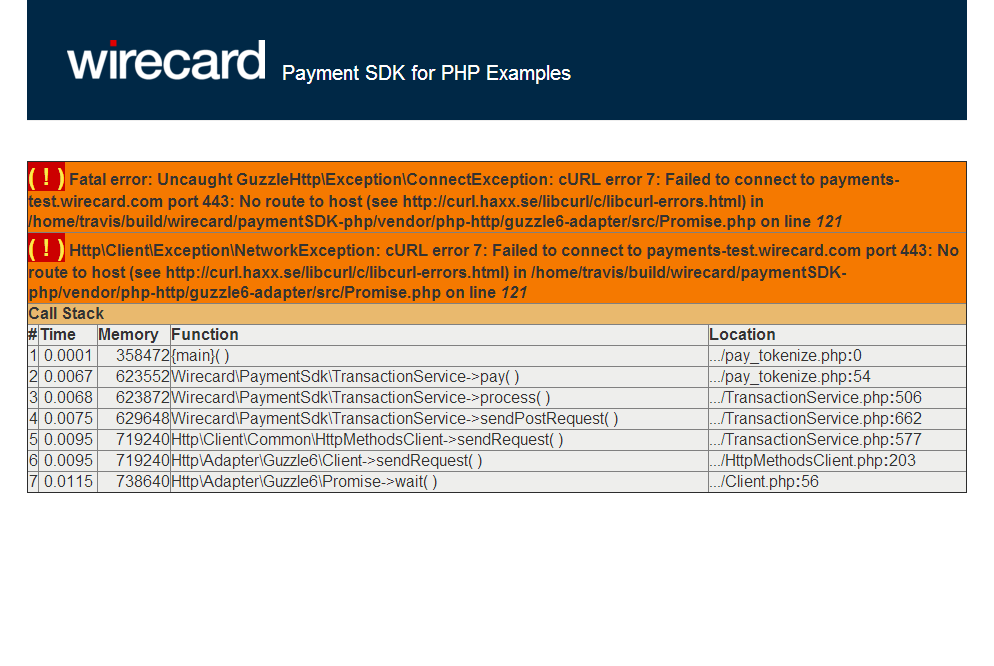 wirecard Payment SDK for PHP Examples
( ! ) Fatal error: Uncaught GuzzleHttp\Exception\ConnectException: cURL error 7: Failed to connect to payments-
test.wirecard.com port 443: No route to host (see http://curl.haxx.se/libcurl/c/libcurl-errors.html) in
/home/travis/build/wirecard/paymentSDK-php/vendor/php-http/guzzle6-adapter/src/Promise.php on line 121
( ! ) Http\Client\Exception\NetworkException: cURL error 7: Failed to connect to payments-test.wirecard.com port 443: No
route to host (see http://curl.haxx.se/libcurl/c/libcurl-errors.html) in /home/travis/build/wirecard/paymentSDK-
php/vendor/php-http/guzzle6-adapter/src/Promise.php on line 121
Call Stack
# Time Memory Function Location
1 0.0001 358472 {main}( ) .../pay_tokenize.php:0
2 0.0067 623552 Wirecard\PaymentSdk\TransactionService->pay( ) .../pay_tokenize.php:54
3 0.0068 623872 Wirecard\PaymentSdk\TransactionService->process( ) .../TransactionService.php:506
4 0.0075 629648 Wirecard\PaymentSdk\TransactionService->sendPostRequest( ) .../TransactionService.php:662
5 0.0095 719240 Http\Client\Common\HttpMethodsClient->sendRequest( ) .../TransactionService.php:577
6 0.0095 719240 Http\Adapter\Guzzle6\Client->sendRequest( ) .../HttpMethodsClient.php:203
7 0.0115 738640 Http\Adapter\Guzzle6\Promise->wait( ) .../Client.php:56